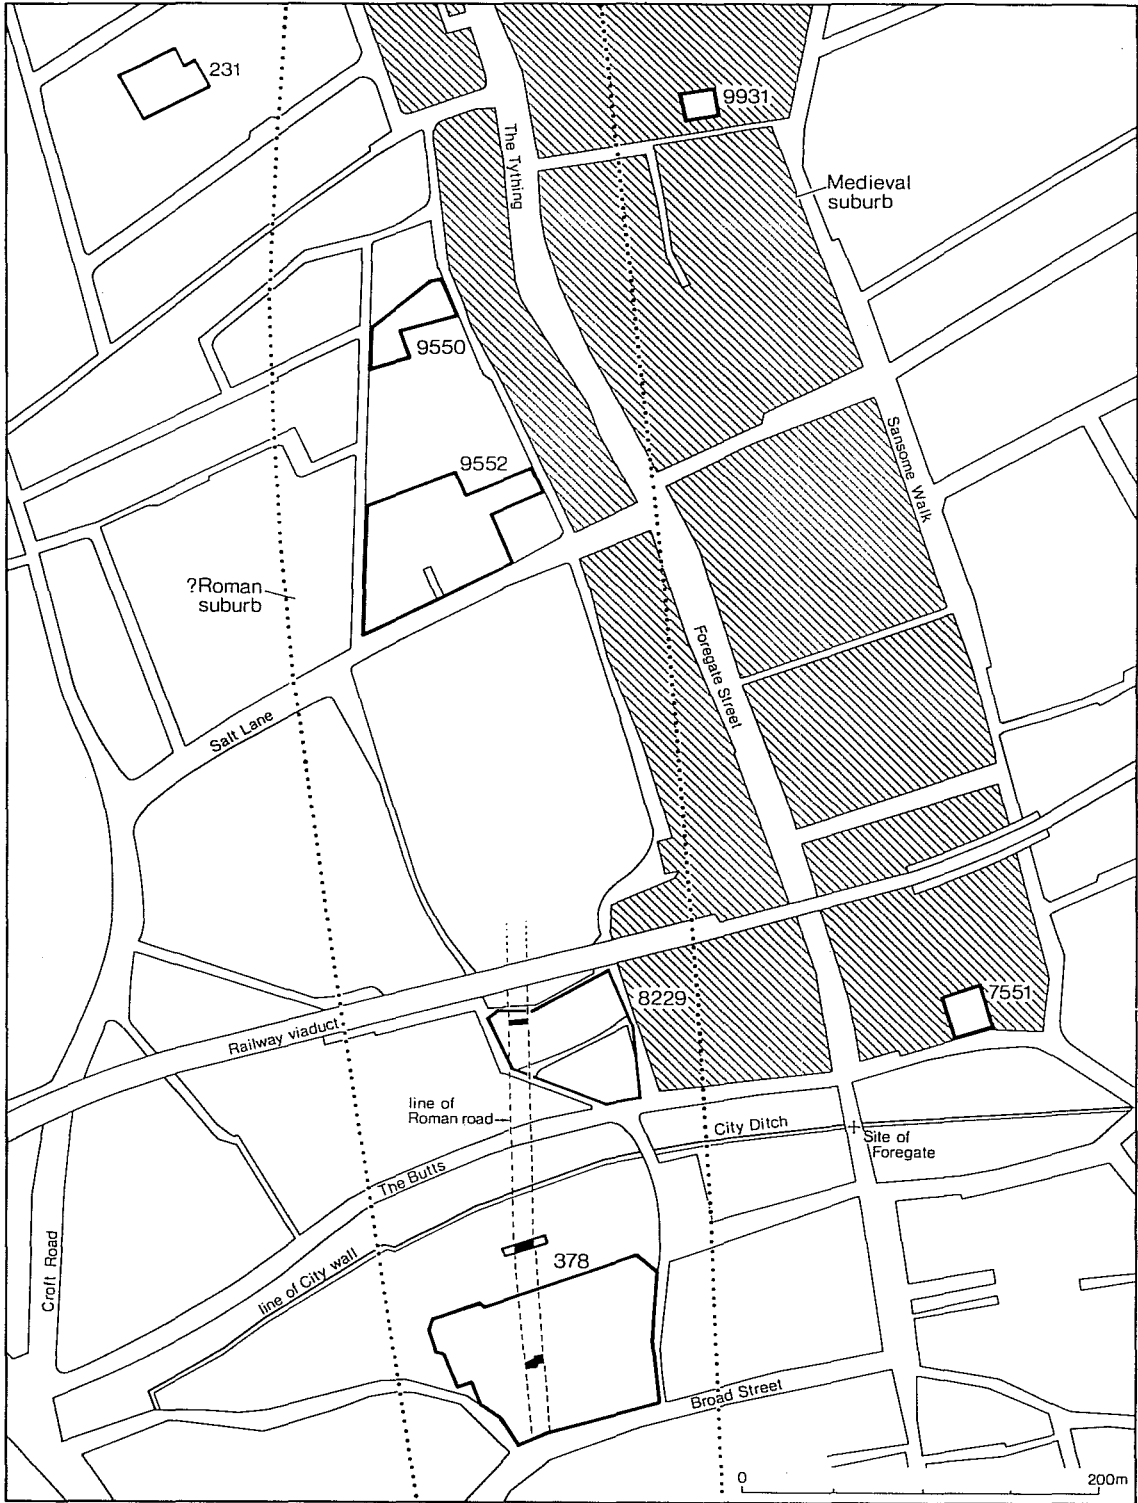 231
9931
The Tything
Medieval
suburb
9550
9552
Sansome Walk
?Roman
suburb
Foregate Street
Salt Lane
8229
7551
Railway viaduct
line of
Roman road
City Ditch
Site of
Foregate
The Butts
378
line of City wall
Croft Road
Broad Street
0
200m